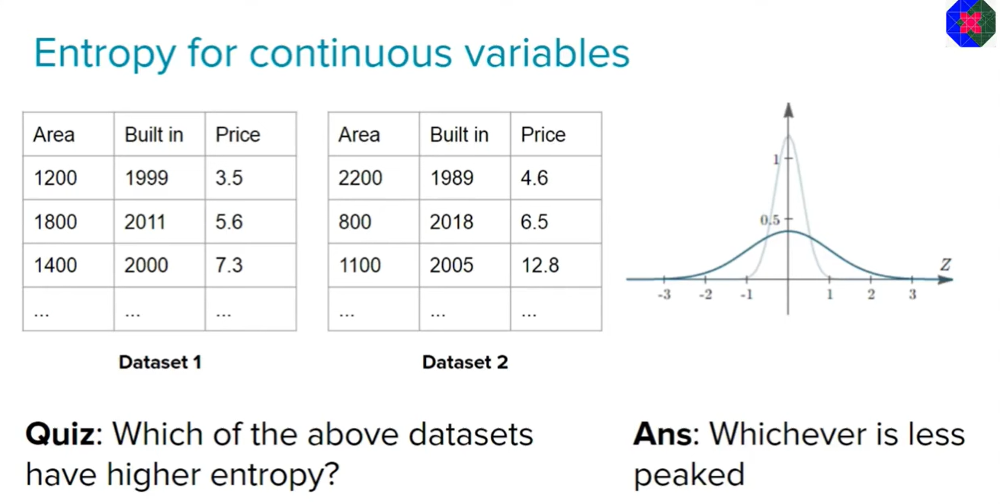 Entropy for continuous variables
Area Built in Price
1200 1999 3.5
1800 2011 5.6
1400 2000 7.3
... ... ...
Dataset 1
Area Built in Price
2200 1989 4.6
800 2018 6.5
1100 2005 12.8
... ... ...
Dataset 2
1
0.5
Z
-3 -2 -1 1 2 3
Quiz: Which of the above datasets
have higher entropy?
Ans: Whichever is less
peaked